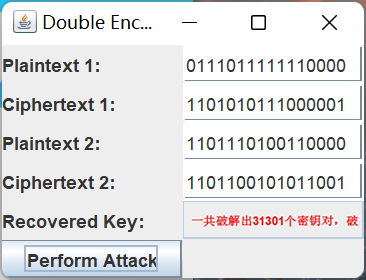 Double Enc...
Plaintext 1: 0111011111110000
Ciphertext 1: 1101010111000001
Plaintext 2: 1101110100110000
Ciphertext 2: 1101100101011001
Recovered Key: 一共破解出31301个密钥对，破
Perform Attack